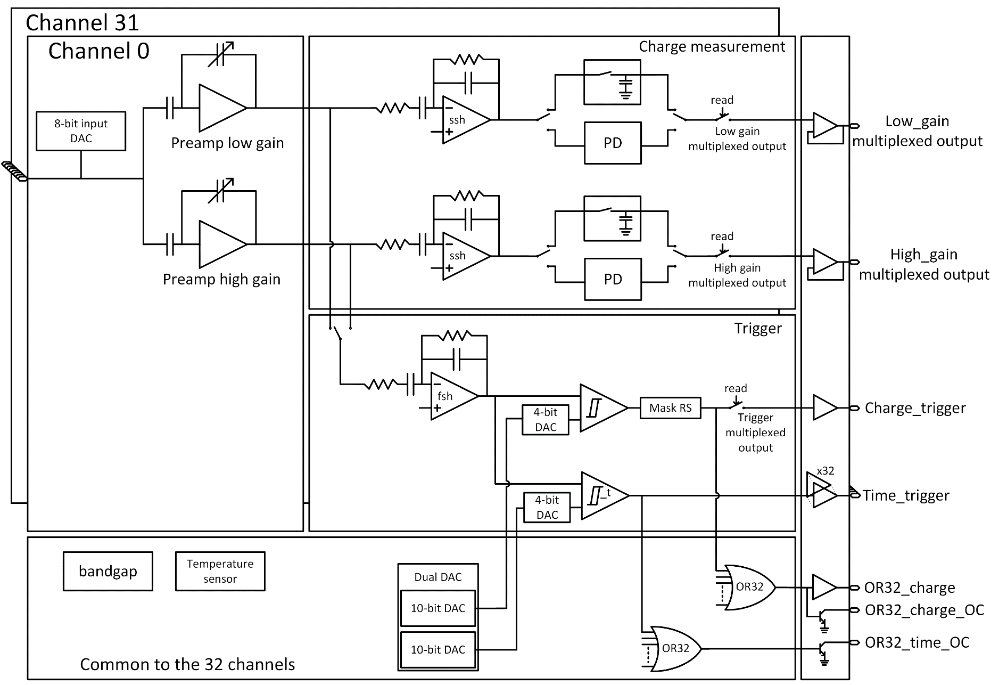 Channel 31
Channel 0
Charge measurement
8-bit input
DAC
Preamp low gain
ssh
PD
read
Low gain
multiplexed output
Low_gain
multiplexed output
Preamp high gain
ssh
PD
read
High gain
multiplexed output
High_gain
multiplexed output
Trigger
fsh
4-bit
DAC
Mask RS
read
Trigger
multiplexed
output
Charge_trigger
4-bit
DAC
_t
x32
Time_trigger
bandgap
Temperature
sensor
Dual DAC
10-bit DAC
10-bit DAC
OR32
OR32
OR32_charge
OR32_charge_OC
OR32_time_OC
Common to the 32 channels